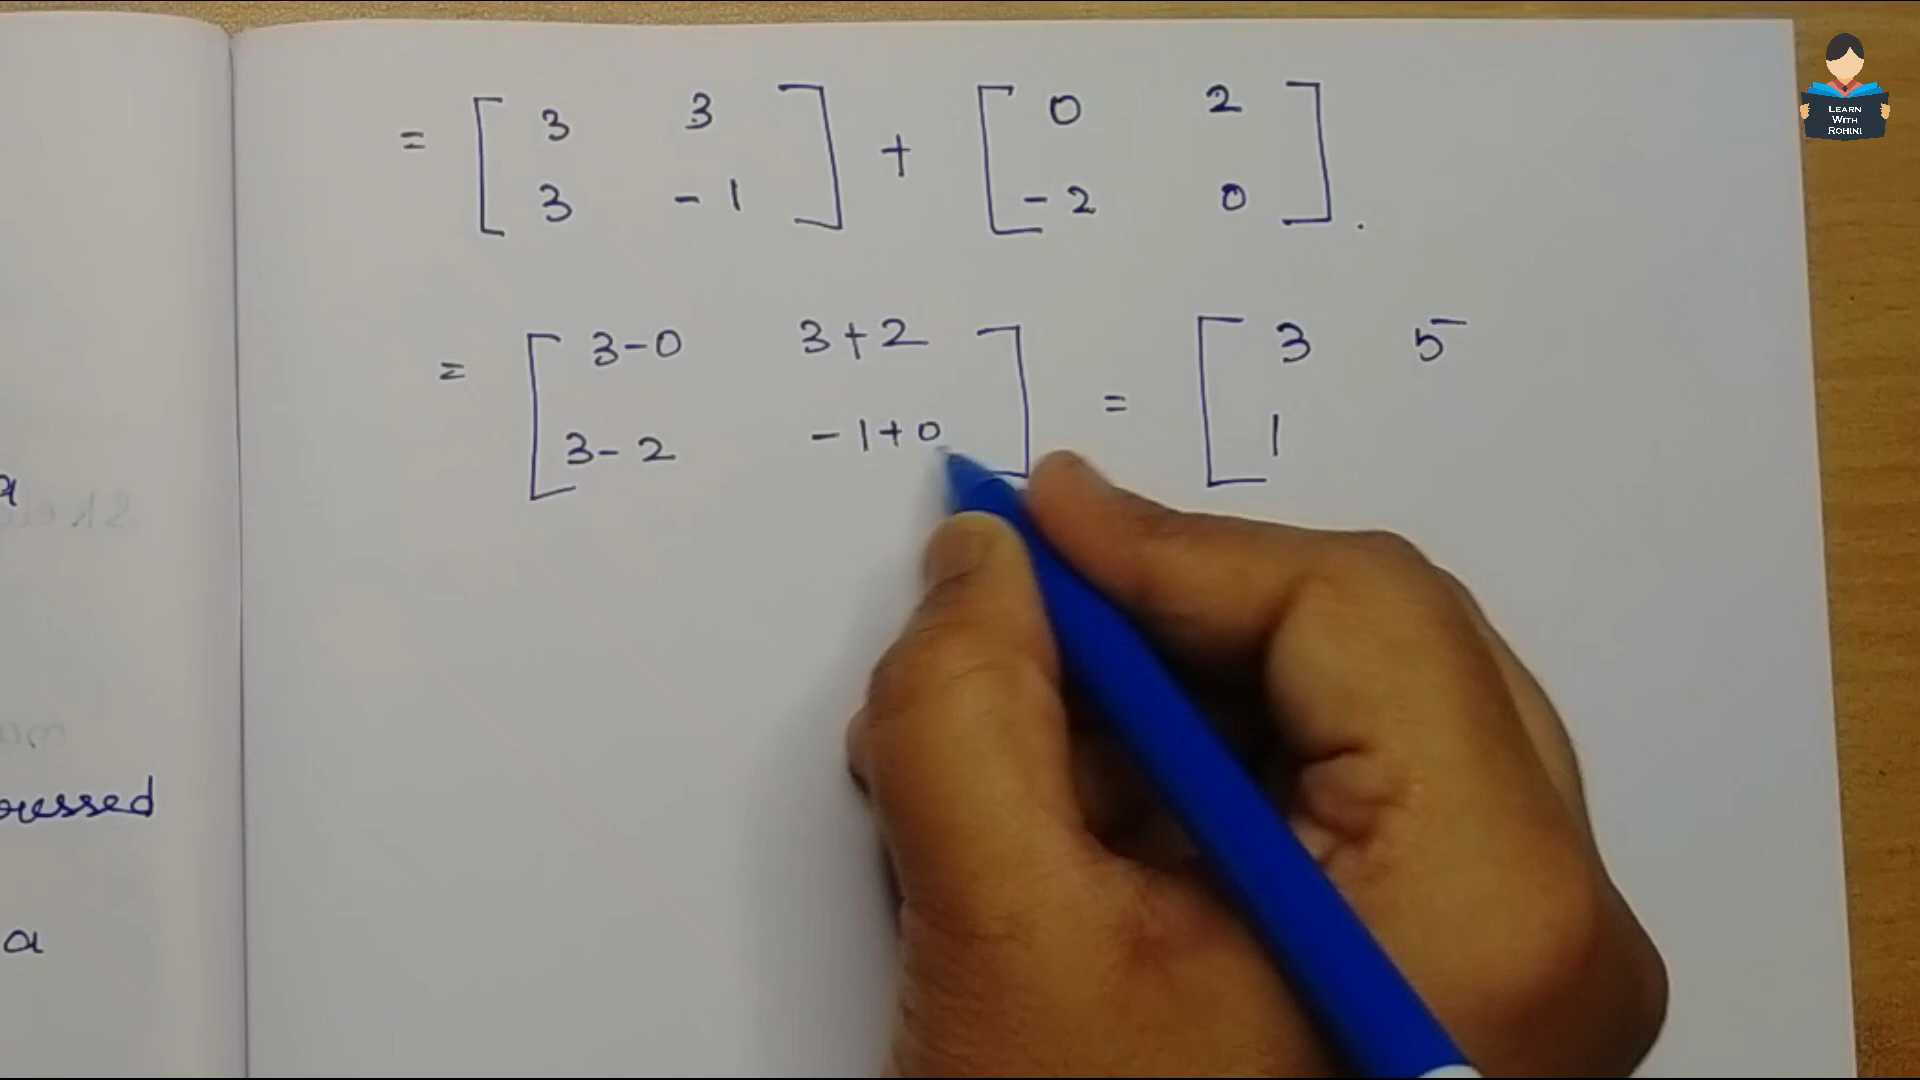 = [ 3 3 ] + [ 0 2 ]
3 -1 -2 0 .
= [ 3-0 3+2 ] = [ 3 5
3-2 -1+0 1
a
ressed
a
LEARN
WITH
ROHINI